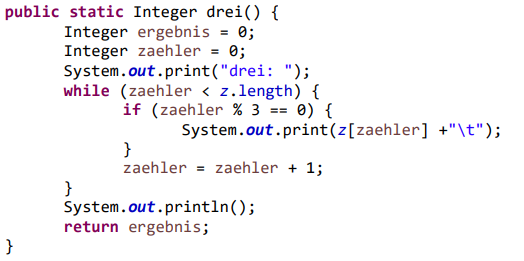 public static Integer drei() {
Integer ergebnis = 0;
Integer zaehler = 0;
System.out.print("drei: ");
while (zaehler < z.length) {
if (zaehler % 3 == 0) {
System.out.print(z[zaehler] +"\t");
}
zaehler = zaehler + 1;
}
System.out.println();
return ergebnis;
}